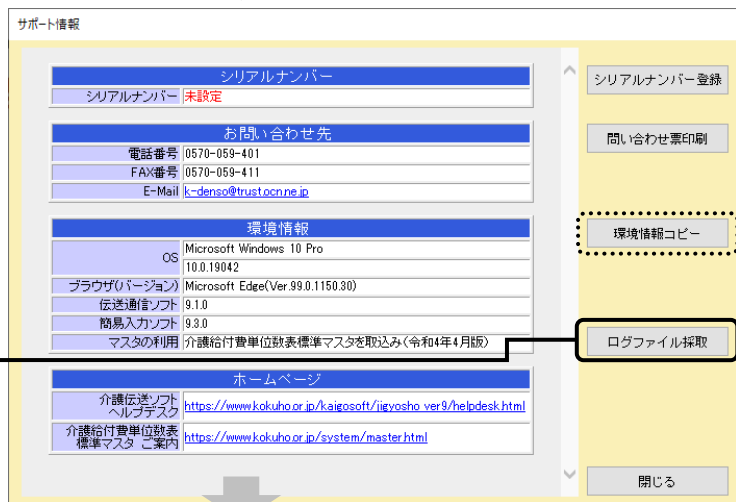 サポート情報
シリアルナンバー
シリアルナンバー 未設定
お問い合わせ先
電話番号 0570-059-401
FAX番号 0570-059-411
E-Mail k-denso@trust.ocn.ne.jp
環境情報
OS Microsoft Windows 10 Pro
10.0.19042
ブラウザ(バージョン) Microsoft Edge(Ver.99.0.1150.30)
伝送通信ソフト 9.1.0
簡易入力ソフト 9.3.0
マスタの利用 介護給付費単位数表標準マスタを取込み(令和4年4月版)
ホームページ
介護伝送ソフト
ヘルプデスク https://www.kokuho.or.jp/kaigosoft/jigyosho_ver9/helpdesk.html
介護給付費単位数表
標準マスタ ご案内 https://www.kokuho.or.jp/system/master.html
シリアルナンバー登録
問い合わせ票印刷
環境情報コピー
ログファイル採取
閉じる